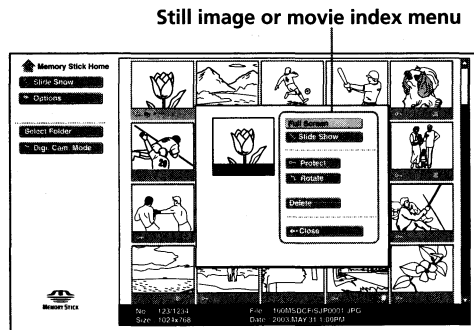 Still image or movie index menu
Memory Stick Home
Slide Show
Options
Select Folder
Digi. Cam. Mode
Full Screen
Slide Show
Protect
Rotate
Delete
Close
MEMORY STICK
No 123/1234
Size 1024x768
File 100MSDCF/SJP0001.JPG
Date 2003.MAY.31 1:00PM